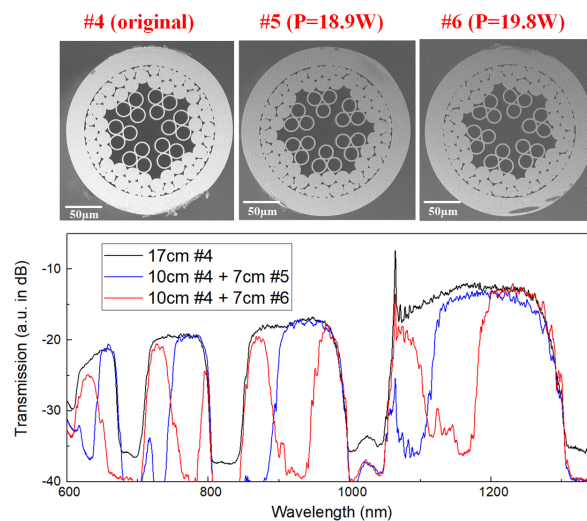 #4 (original) #5 (P=18.9W) #6 (P=19.8W)
50µm 50µm 50µm
17cm #4
10cm #4 + 7cm #5
10cm #4 + 7cm #6
Transmission (a.u. in dB)
-10
-20
-30
-40
600 800 1000 1200
Wavelength (nm)